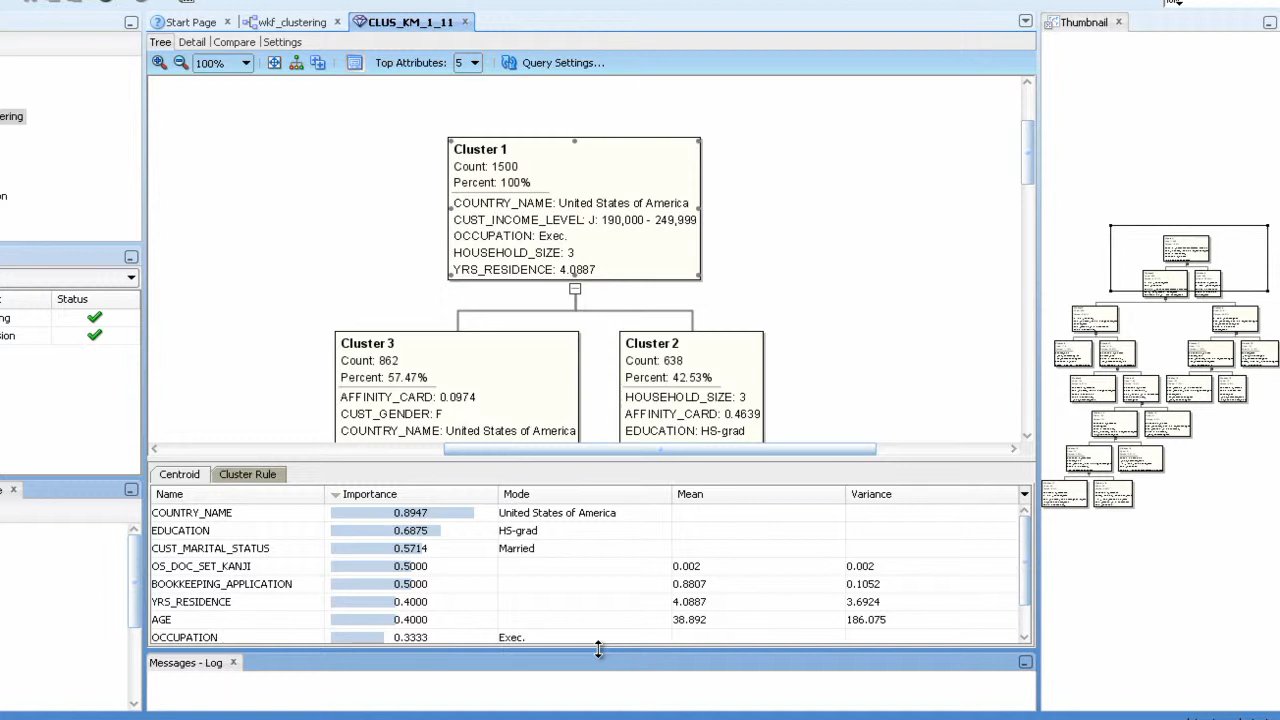 Start Page
wkf_clustering
CLUS_KM_1_11
Thumbnail
Tree Detail Compare Settings
100% Top Attributes: 5 Query Settings...
ering
Status
Cluster 1
Count: 1500
Percent: 100%
COUNTRY_NAME: United States of America
CUST_INCOME_LEVEL: J: 190,000 - 249,999
OCCUPATION: Exec.
HOUSEHOLD_SIZE: 3
YRS_RESIDENCE: 4.0887
Cluster 3
Count: 862
Percent: 57.47%
AFFINITY_CARD: 0.0974
CUST_GENDER: F
COUNTRY_NAME: United States of America
Cluster 2
Count: 638
Percent: 42.53%
HOUSEHOLD_SIZE: 3
AFFINITY_CARD: 0.4639
EDUCATION: HS-grad
Centroid Cluster Rule
Name Importance Mode Mean Variance
COUNTRY_NAME 0.8947 United States of America
EDUCATION 0.6875 HS-grad
CUST_MARITAL_STATUS 0.5714 Married
OS_DOC_SET_KANJI 0.5000 0.002 0.002
BOOKKEEPING_APPLICATION 0.5000 0.8807 0.1052
YRS_RESIDENCE 0.4000 4.0887 3.6924
AGE 0.4000 38.892 186.075
OCCUPATION 0.3333 Exec.
Messages - Log